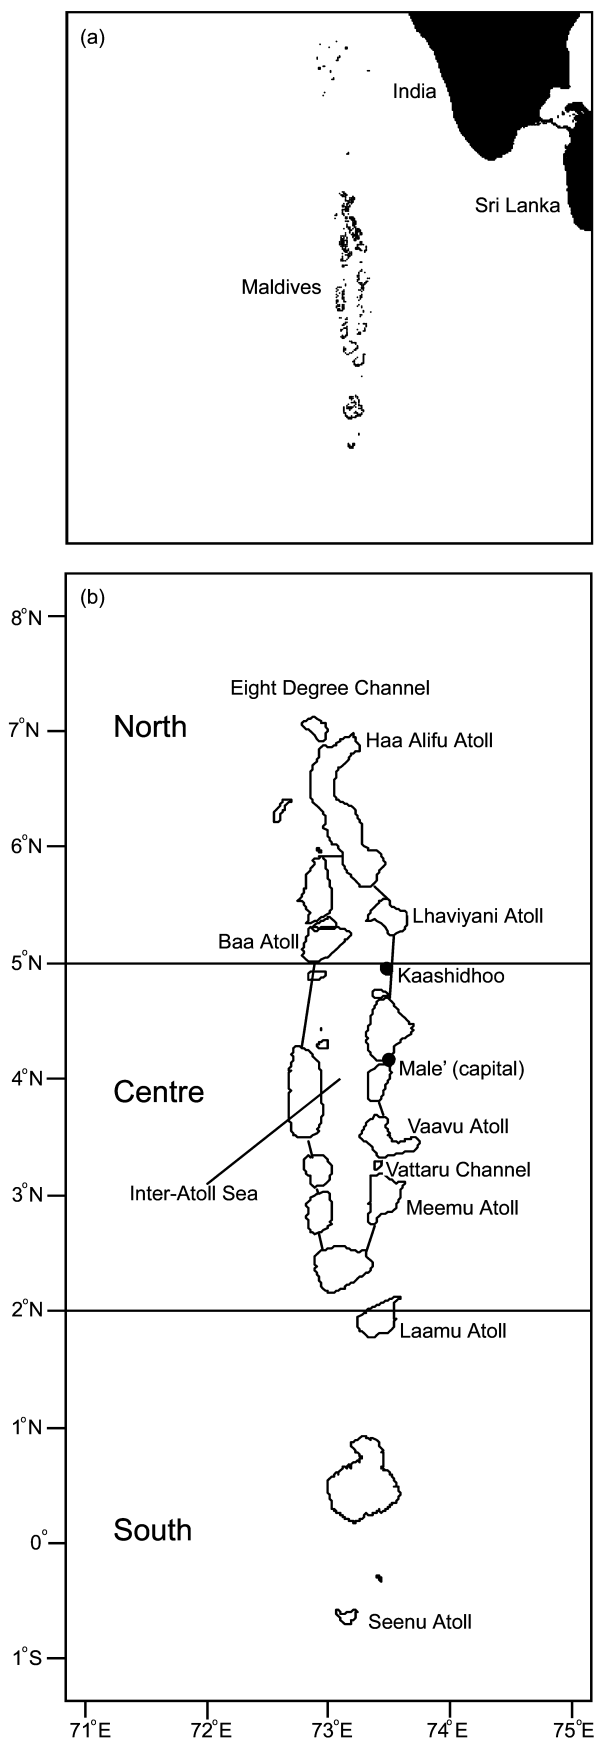 (a)
India
Sri Lanka
Maldives
(b)
8°N
Eight Degree Channel
North
7°N
Haa Alifu Atoll
6°N
Lhaviyani Atoll
Baa Atoll
5°N
Kaashidhoo
Male' (capital)
4°N
Centre
Vaavu Atoll
Vattaru Channel
Inter-Atoll Sea
3°N
Meemu Atoll
2°N
Laamu Atoll
1°N
South
0°
Seenu Atoll
1°S
71°E 72°E 73°E 74°E 75°E